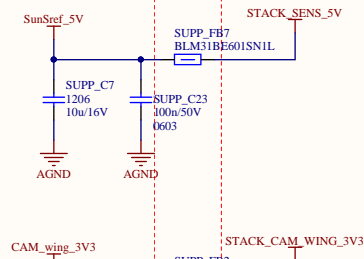 SunSref_5V
STACK_SENS_5V
SUPP_FB7
BLM31BE601SN1L
SUPP_C7
1206
10u/16V
SUPP_C23
100n/50V
0603
AGND
AGND
CAM_wing_3V3
STACK_CAM_WING_3V3